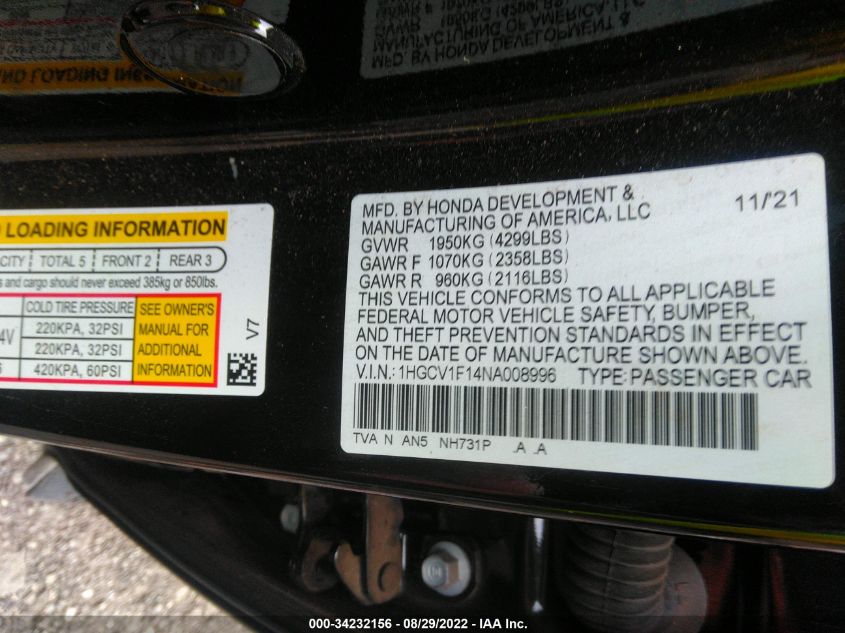 MFD. BY HONDA DEVELOPMENT &
MANUFACTURING OF AMERICA, LLC 11/21
GVWR 1950KG (4299LBS)
GAWR F 1070KG (2358LBS)
GAWR R 960KG (2116LBS)
THIS VEHICLE CONFORMS TO ALL APPLICABLE
FEDERAL MOTOR VEHICLE SAFETY, BUMPER,
AND THEFT PREVENTION STANDARDS IN EFFECT
ON THE DATE OF MANUFACTURE SHOWN ABOVE.
V.I.N.: 1HGCV1F14NA008996 TYPE: PASSENGER CAR
TVA N AN5 NH731P A A
LOADING INFORMATION
TOTAL 5 FRONT 2 REAR 3
and cargo should never exceed 385kg or 850lbs.
COLD TIRE PRESSURE
220KPA, 32PSI
220KPA, 32PSI
420KPA, 60PSI
SEE OWNER'S
MANUAL FOR
ADDITIONAL
INFORMATION
V7
000-34232156 - 08/29/2022 - IAA Inc.